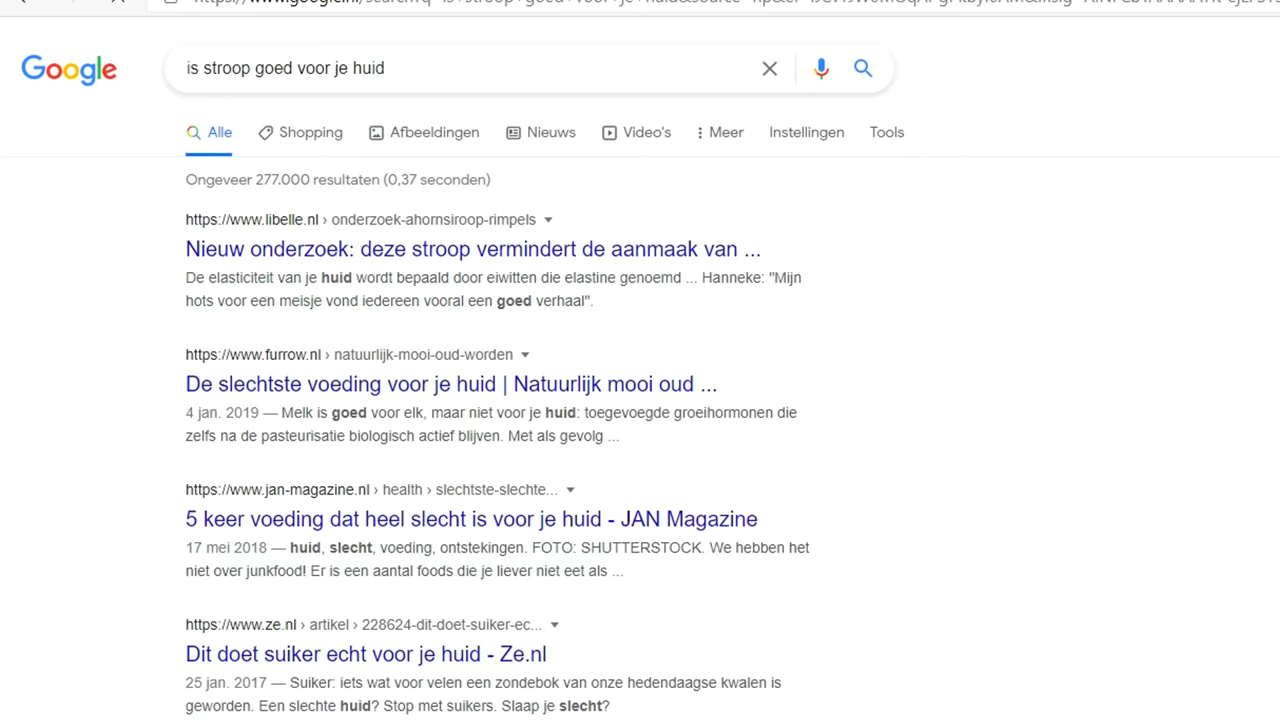 Google
is stroop goed voor je huid
Alle Shopping Afbeeldingen Nieuws Video's Meer Instellingen Tools
Ongeveer 277.000 resultaten (0,37 seconden)
https://www.libelle.nl › onderzoek-ahornsiroop-rimpels
Nieuw onderzoek: deze stroop vermindert de aanmaak van ...
De elasticiteit van je huid wordt bepaald door eiwitten die elastine genoemd ... Hanneke: "Mijn
hots voor een meisje vond iedereen vooral een goed verhaal".
https://www.furrow.nl › natuurlijk-mooi-oud-worden
De slechtste voeding voor je huid | Natuurlijk mooi oud ...
4 jan. 2019 — Melk is goed voor elk, maar niet voor je huid: toegevoegde groeihormonen die
zelfs na de pasteurisatie biologisch actief blijven. Met als gevolg ...
https://www.jan-magazine.nl › health › slechtste-slechte...
5 keer voeding dat heel slecht is voor je huid - JAN Magazine
17 mei 2018 — huid, slecht, voeding, ontstekingen. FOTO: SHUTTERSTOCK. We hebben het
niet over junkfood! Er is een aantal foods die je liever niet eet als ...
https://www.ze.nl › artikel › 228624-dit-doet-suiker-ec...
Dit doet suiker echt voor je huid - Ze.nl
25 jan. 2017 — Suiker: iets wat voor velen een zondebok van onze hedendaagse kwalen is
geworden. Een slechte huid? Stop met suikers. Slaap je slecht?